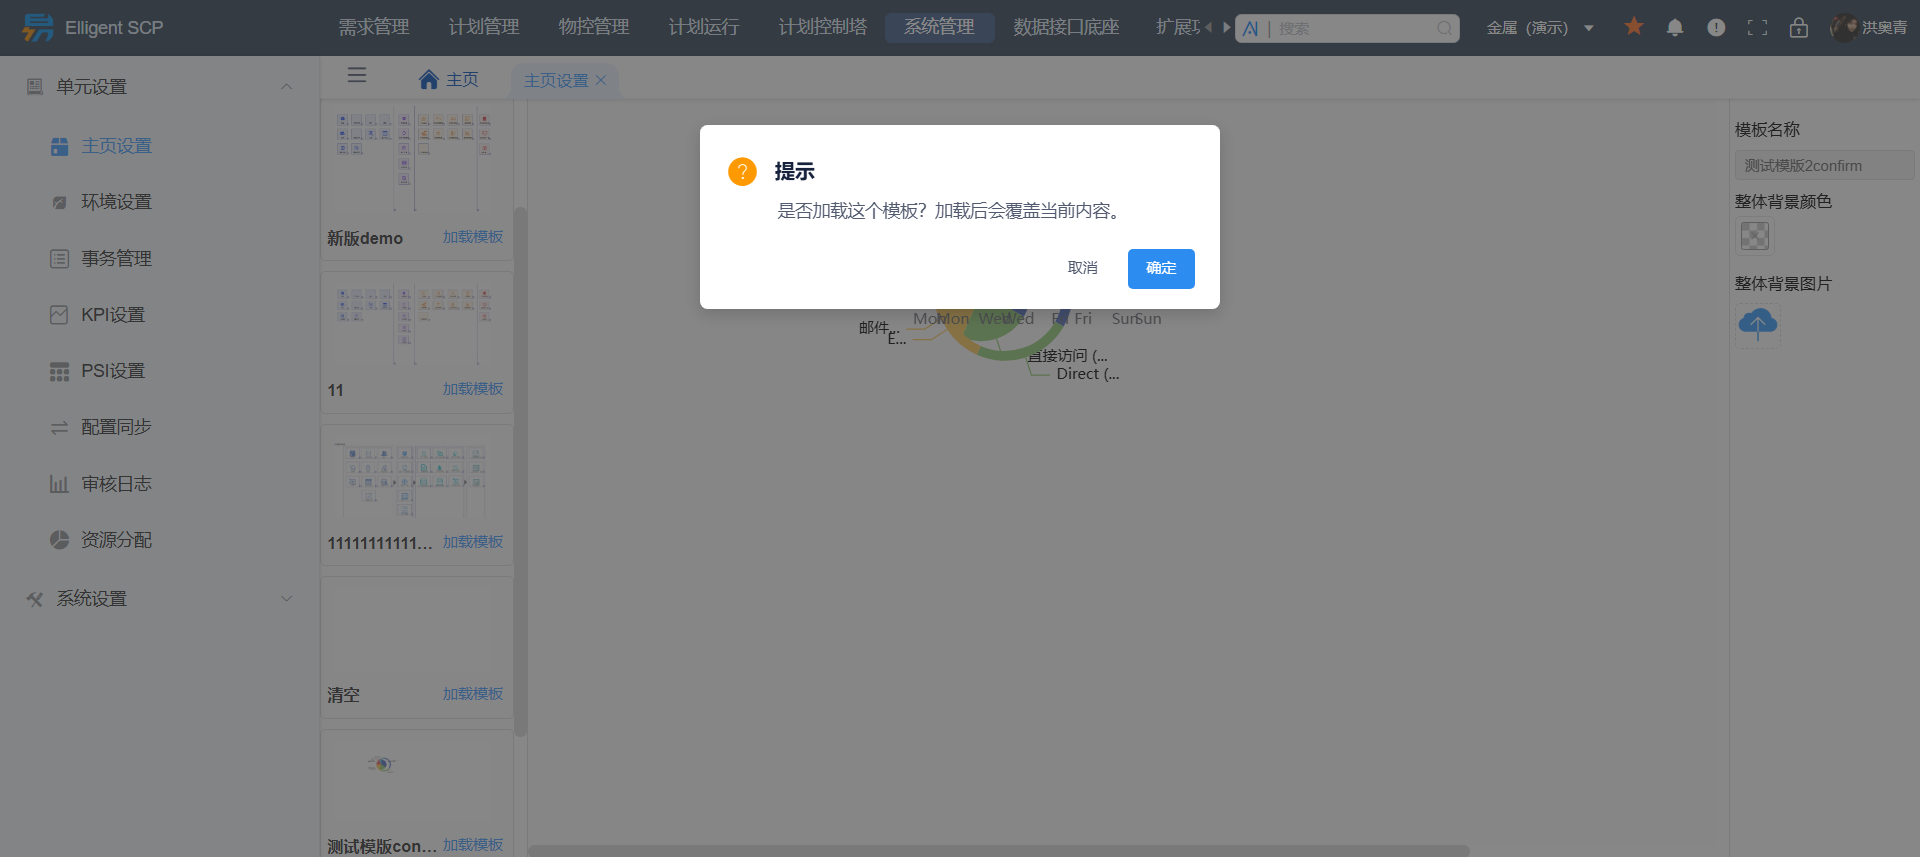 Elligent SCP
需求管理
计划管理
物控管理
计划运行
计划控制塔
系统管理
数据接口底座
扩展
搜索
金属（演示）
洪奥青
单元设置
主页设置
环境设置
事务管理
KPI设置
PSI设置
配置同步
审核日志
资源分配
系统设置
主页
主页设置
新版demo
加载模板
11
加载模板
11111111111...
加载模板
清空
加载模板
测试模版con...
加载模板
提示
是否加载这个模板？加载后会覆盖当前内容。
取消
确定
Mon Mon Wed Wed Fri Fri Sun Sun
邮件...
E...
直接访问 (...
Direct (...
模板名称
测试模版2confirm
整体背景颜色
整体背景图片